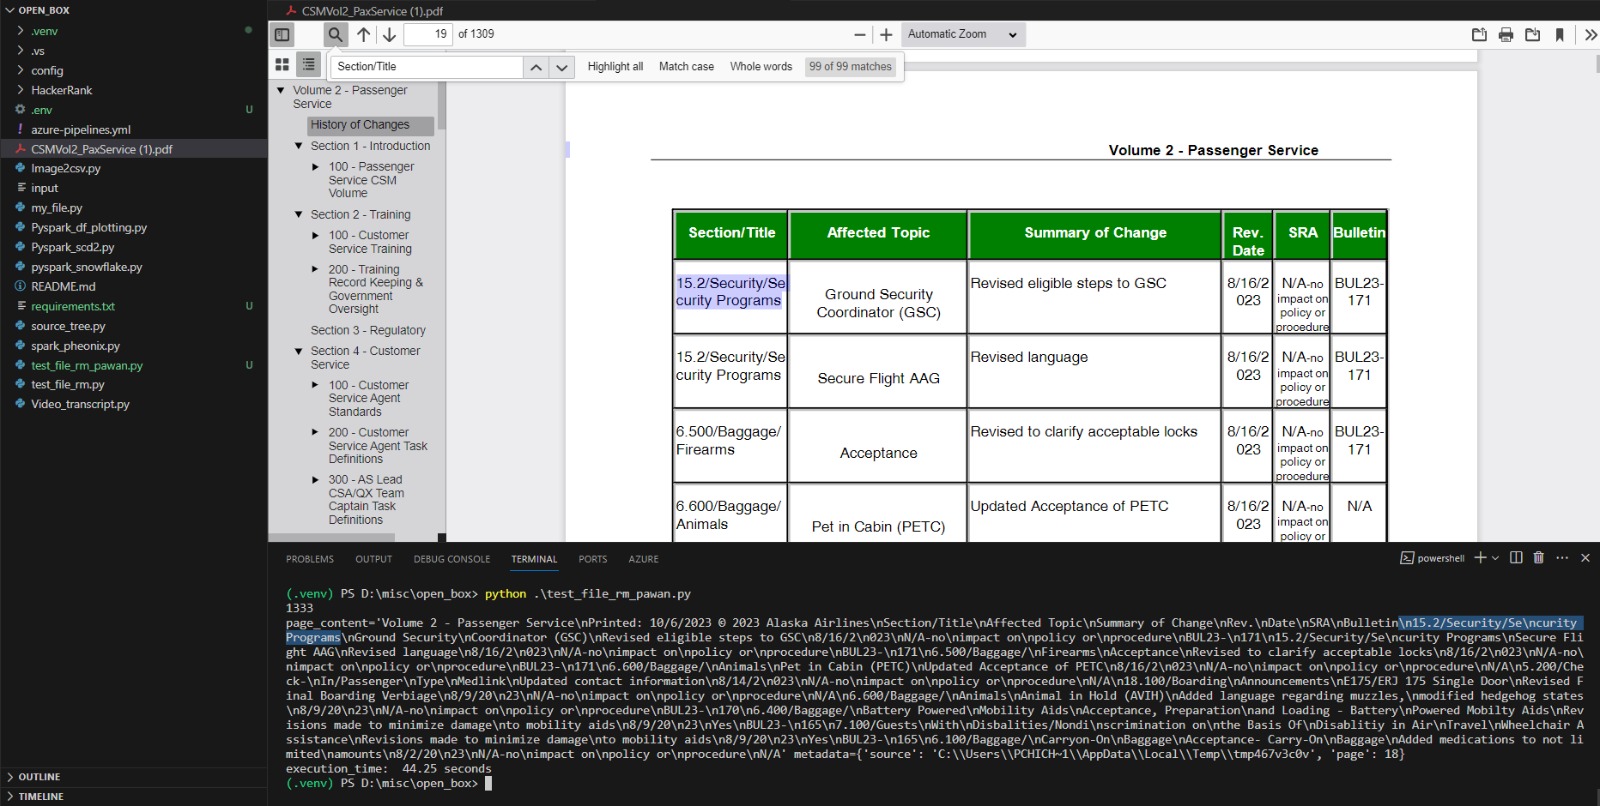 OPEN_BOX
.venv
.vs
config
HackerRank
.env U
azure-pipelines.yml
CSMVol2_PaxService (1).pdf
Image2csv.py
input
my_file.py
Pyspark_df_plotting.py
Pyspark_scd2.py
pyspark_snowflake.py
README.md
requirements.txt U
source_tree.py
spark_pheonix.py
test_file_rm_pawan.py U
test_file_rm.py
Video_transcript.py
OUTLINE
TIMELINE
CSMVol2_PaxService (1).pdf
19 of 1309
Automatic Zoom
Section/Title Highlight all Match case Whole words 99 of 99 matches
Volume 2 - Passenger
Service
History of Changes
Section 1 - Introduction
100 - Passenger
Service CSM
Volume
Section 2 - Training
100 - Customer
Service Training
200 - Training
Record Keeping &
Government
Oversight
Section 3 - Regulatory
Section 4 - Customer
Service
100 - Customer
Service Agent
Standards
200 - Customer
Service Agent Task
Definitions
300 - AS Lead
CSA/QX Team
Captain Task
Definitions
Volume 2 - Passenger Service
Section/Title Affected Topic Summary of Change Rev. SRA Bulletin
Date
15.2/Security/Se Revised eligible steps to GSC 8/16/2 N/A-no BUL23-
Ground Security
curity Programs 023 impact on 171
Coordinator (GSC) policy or
procedure
15.2/Security/Se Revised language 8/16/2 N/A-no BUL23-
curity Programs Secure Flight AAG 023 impact on 171
policy or
procedure
6.500/Baggage/ Revised to clarify acceptable locks 8/16/2 N/A-no BUL23-
Firearms Acceptance 023 impact on 171
policy or
procedure
6.600/Baggage/ Updated Acceptance of PETC 8/16/2 N/A-no N/A
Animals Pet in Cabin (PETC) 023 impact on
policy or
PROBLEMS OUTPUT DEBUG CONSOLE TERMINAL PORTS AZURE
powershell
(.venv) PS D:\misc\open_box> python .\test_file_rm_pawan.py
1333
page_content='Volume 2 - Passenger Service\nPrinted: 10/6/2023 © 2023 Alaska Airlines\nSection/Title\nAffected Topic\nSummary of Change\nRev.\nDate\nSRA\nBulletin\n15.2/Security/Se\ncurity
Programs\nGround Security\nCoordinator (GSC)\nRevised eligible steps to GSC\n8/16/2\n023\nN/A-no\nimpact on\npolicy or\nprocedure\nBUL23-\n171\n15.2/Security/Se\ncurity Programs\nSecure Fli
ght AAG\nRevised language\n8/16/2\n023\nN/A-no\nimpact on\npolicy or\nprocedure\nBUL23-\n171\n6.500/Baggage/\nFirearms\nAcceptance\nRevised to clarify acceptable locks\n8/16/2\n023\nN/A-no\
nimpact on\npolicy or\nprocedure\nBUL23-\n171\n6.600/Baggage/\nAnimals\nPet in Cabin (PETC)\nUpdated Acceptance of PETC\n8/16/2\n023\nN/A-no\nimpact on\npolicy or\nprocedure\nN/A\n5.200/Che
ck-\nIn/Passenger\nType\nMedlink\nUpdated contact information\n8/14/2\n023\nN/A-no\nimpact on\npolicy or\nprocedure\nN/A\n18.100/Boarding\nAnnouncements\nE175/ERJ 175 Single Door\nRevised F
inal Boarding Verbiage\n8/9/20\n23\nN/A-no\nimpact on\npolicy or\nprocedure\nN/A\n6.600/Baggage/\nAnimals\nAnimal in Hold (AVIH)\nAdded language regarding muzzles,\nmodified hedgehog states
\n8/9/20\n23\nN/A-no\nimpact on\npolicy or\nprocedure\nBUL23-\n170\n6.400/Baggage/\nBattery Powered\nMobility Aids\nAcceptance, Preparation\nand Loading - Battery\nPowered Mobilty Aids\nRev
isions made to minimize damage\nto mobility aids\n8/9/20\n23\nYes\nBUL23-\n165\n7.100/Guests\nWith\nDisbalities/Nondi\nscrimination on\nthe Basis Of\nDisablitiy in Air\nTravel\nWheelchair A
ssistance\nRevisions made to minimize damage\nto mobility aids\n8/9/20\n23\nYes\nBUL23-\n165\n6.100/Baggage/\nCarryon-On\nBaggage\nAcceptance- Carry-On\nBaggage\nAdded medications to not li
mited\namounts\n8/2/20\n23\nN/A-no\nimpact on\npolicy or\nprocedure\nN/A' metadata={'source': 'C:\\Users\\PCHICH~1\\AppData\\Local\\Temp\\tmp467v3c0v', 'page': 18}
execution_time:  44.25 seconds
(.venv) PS D:\misc\open_box>